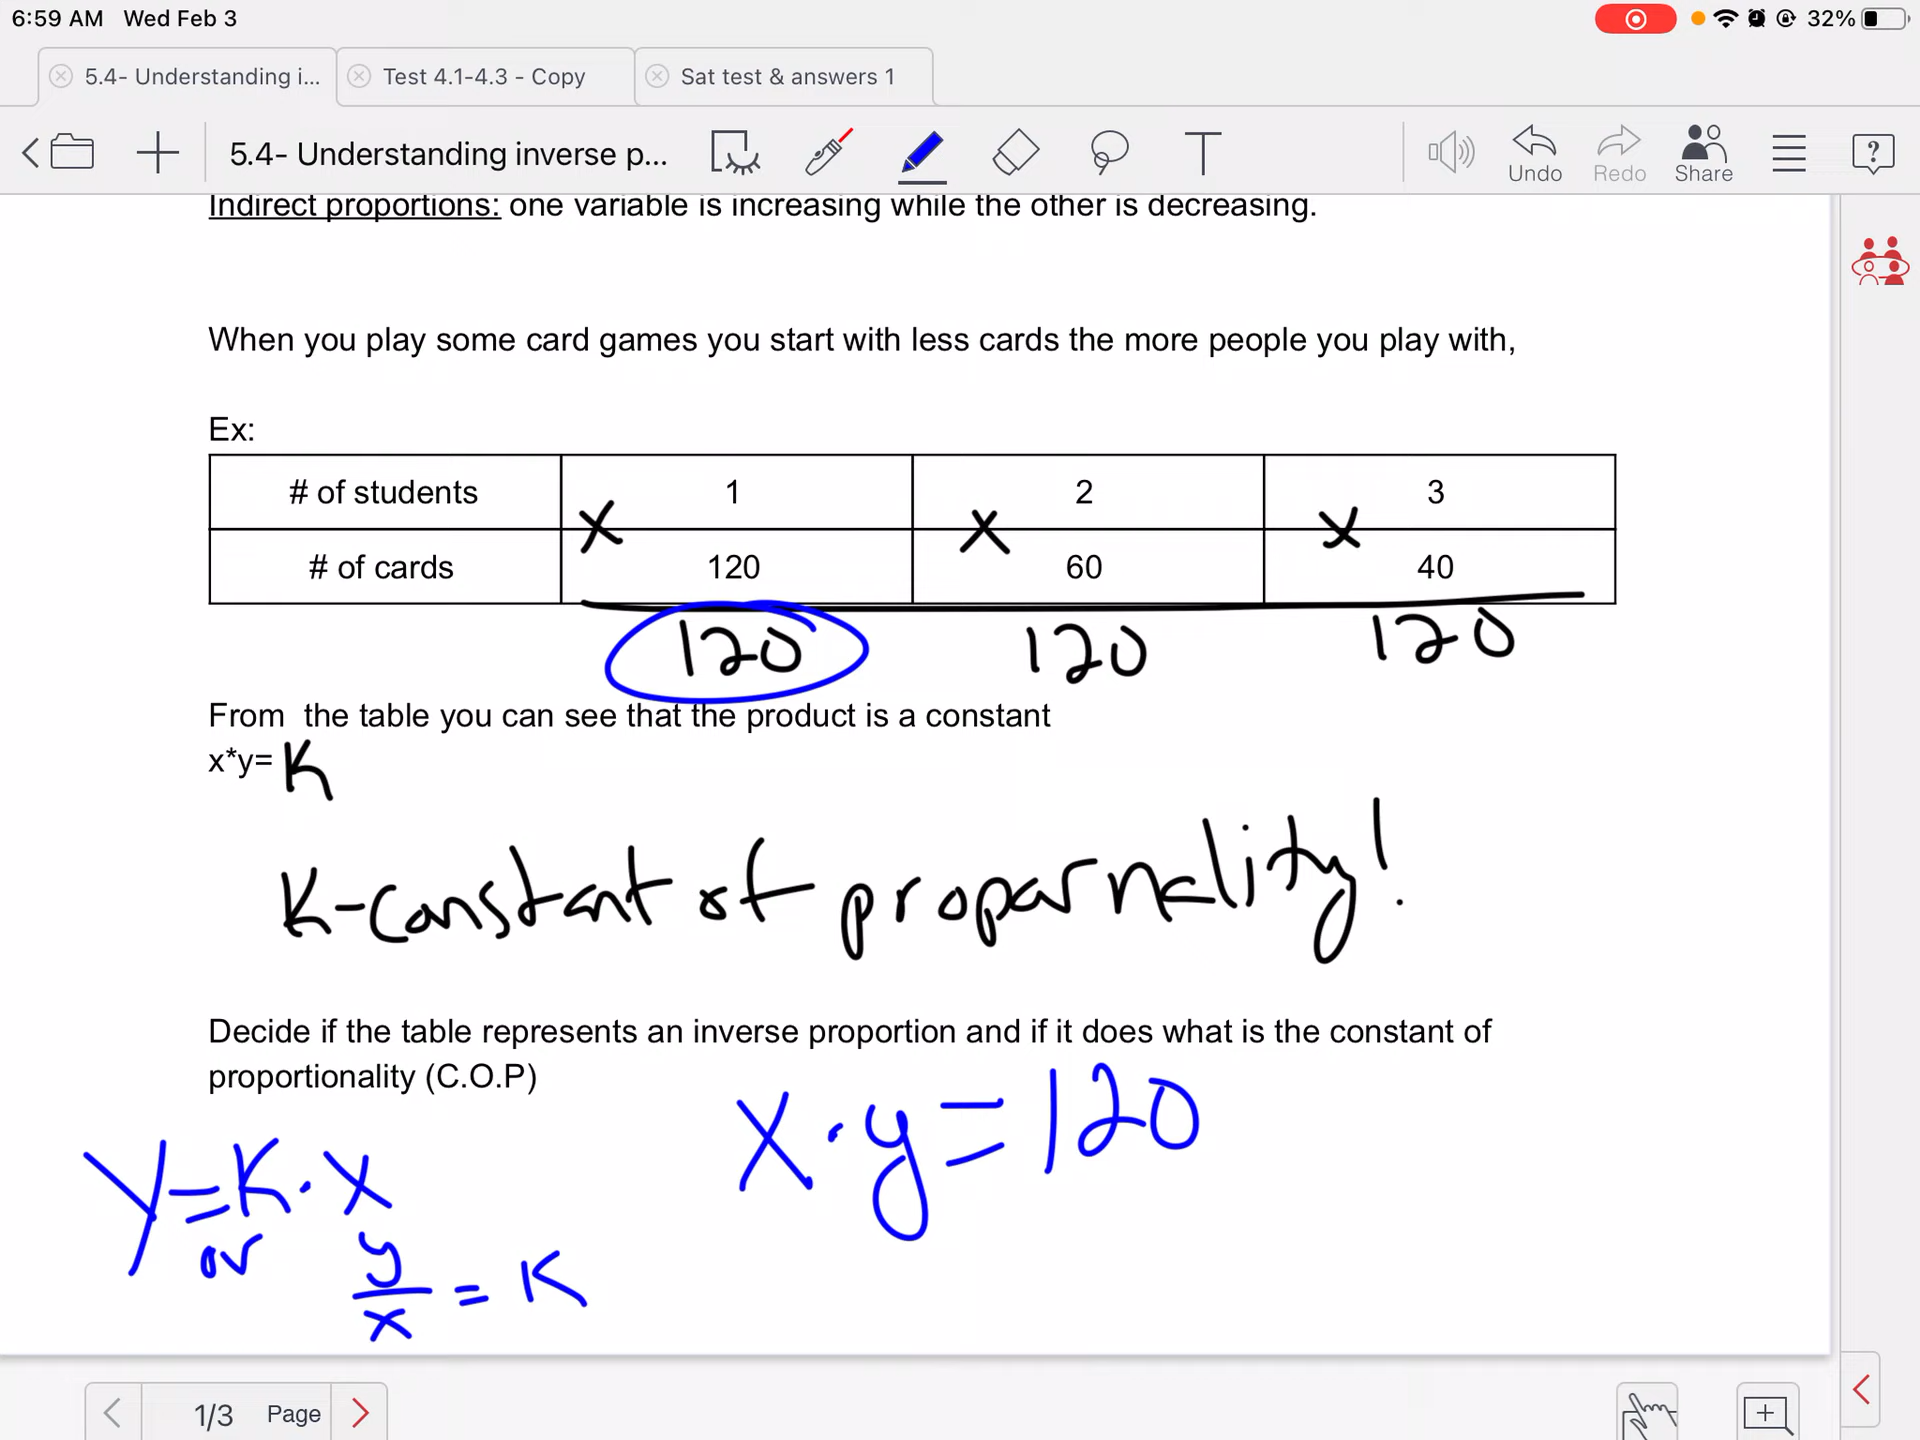 6:59 AM Wed Feb 3
32%
5.4- Understanding i...
Test 4.1-4.3 - Copy
Sat test & answers 1
5.4- Understanding inverse p...
T
Undo
Redo
Share
?
Indirect proportions: one variable is increasing while the other is decreasing.
When you play some card games you start with less cards the more people you play with,
Ex:
# of students 1 2 3
x x x
# of cards 120 60 40
120 120 120
From the table you can see that the product is a constant
x*y= K
K-constant of propornality!
Decide if the table represents an inverse proportion and if it does what is the constant of
proportionality (C.O.P)
x·y=120
Y=K·X
or
y/x = K
1/3 Page